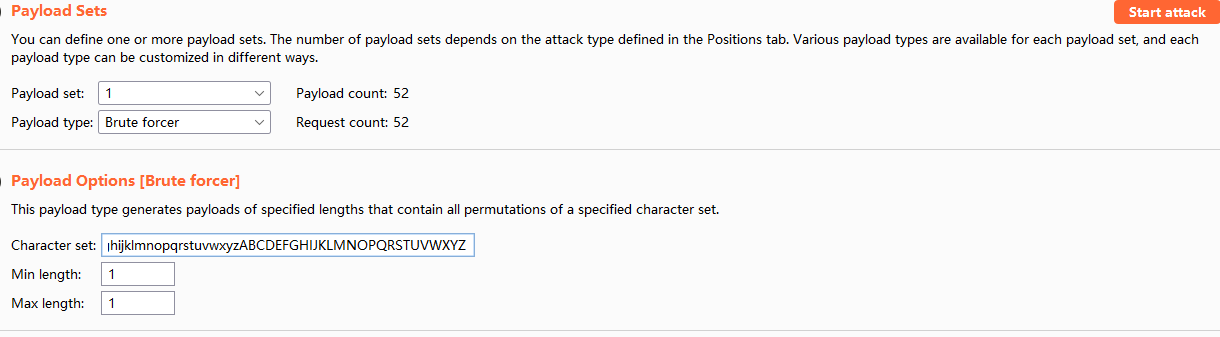 Payload Sets
Start attack
You can define one or more payload sets. The number of payload sets depends on the attack type defined in the Positions tab. Various payload types are available for each payload set, and each
payload type can be customized in different ways.
Payload set: 1 Payload count: 52
Payload type: Brute forcer Request count: 52
Payload Options [Brute forcer]
This payload type generates payloads of specified lengths that contain all permutations of a specified character set.
Character set: hijklmnopqrstuvwxyzABCDEFGHIJKLMNOPQRSTUVWXYZ
Min length: 1
Max length: 1